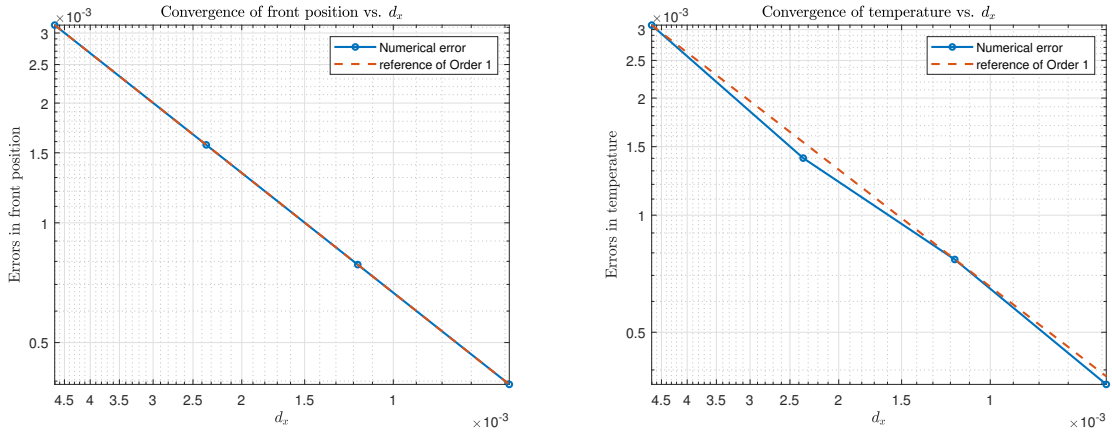 Convergence of front position vs. dₓ
×10⁻³
3
2.5
2
1.5
1
0.5
Errors in front position
Numerical error
reference of Order 1
4.5 4 3.5 3 2.5 2 1.5 1
dₓ
×10⁻³
Convergence of temperature vs. dₓ
×10⁻³
3
2.5
2
1.5
1
0.5
Errors in temperature
Numerical error
reference of Order 1
4.5 4 3.5 3 2.5 2 1.5 1
dₓ
×10⁻³